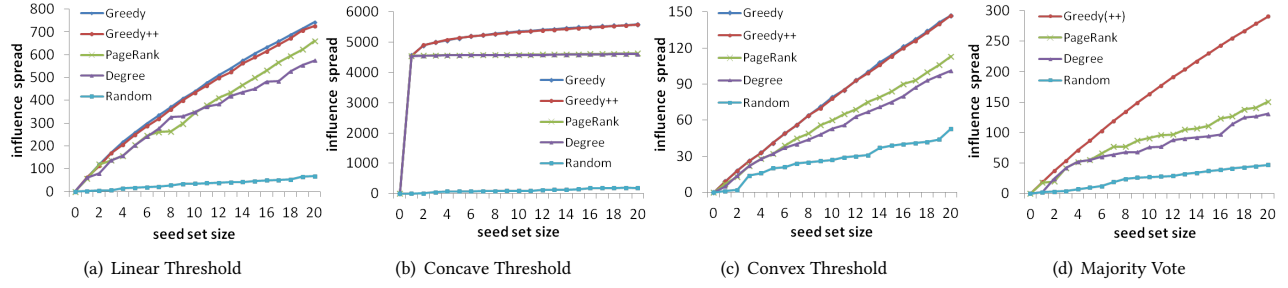 influence spread
800
700
600
500
400
300
200
100
0
Greedy
Greedy++
PageRank
Degree
Random
0 2 4 6 8 10 12 14 16 18 20
seed set size
(a) Linear Threshold
influence spread
6000
5000
4000
3000
2000
1000
0
Greedy
Greedy++
PageRank
Degree
Random
0 2 4 6 8 10 12 14 16 18 20
seed set size
(b) Concave Threshold
influence spread
150
120
90
60
30
0
Greedy
Greedy++
PageRank
Degree
Random
0 2 4 6 8 10 12 14 16 18 20
seed set size
(c) Convex Threshold
influence spread
300
250
200
150
100
50
0
Greedy(++)
PageRank
Degree
Random
0 2 4 6 8 10 12 14 16 18 20
seed set size
(d) Majority Vote